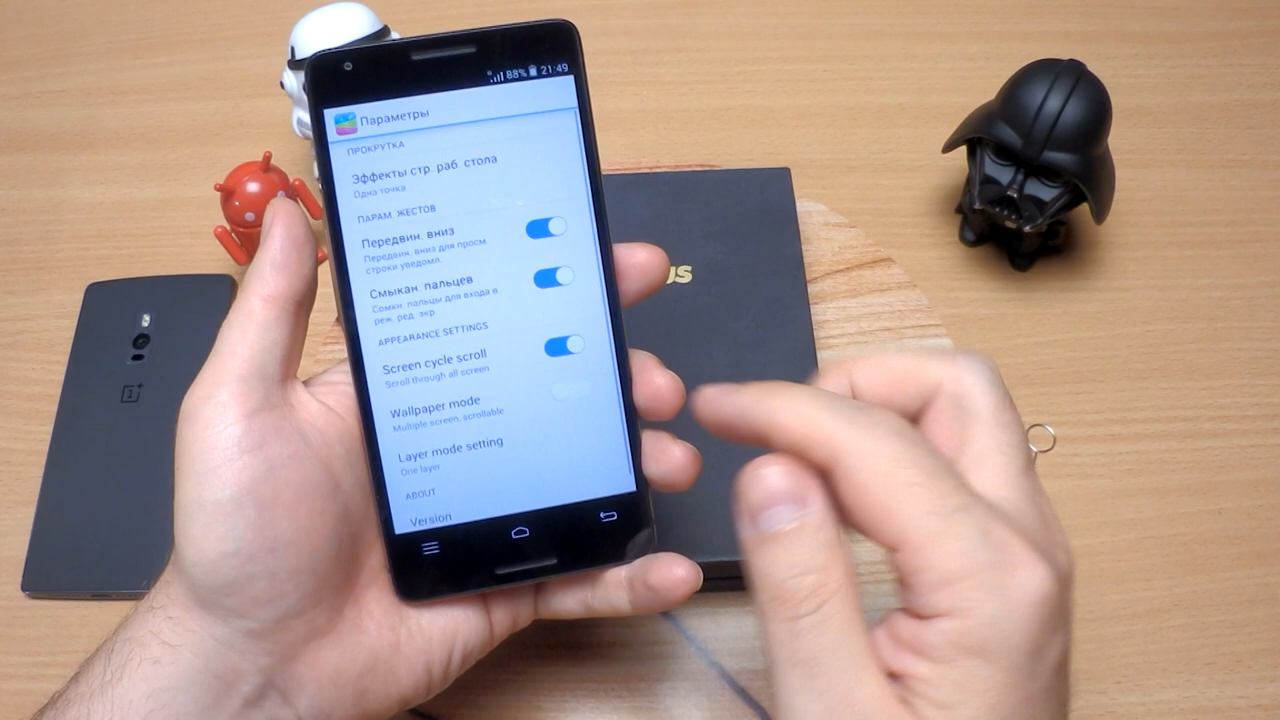 88% 21:49
Параметры
ПРОКРУТКА
Эффекты стр. раб. стола
Одна точка
ПАРАМ. ЖЕСТОВ
Передвин. вниз
Передвин. вниз для просм.
строки уведомл.
Смыкан. пальцев
Сомкн. пальцы для входа в
реж. ред. экр.
APPEARANCE SETTINGS
Screen cycle scroll
Scroll through all screen
Wallpaper mode
Multiple screen, scrollable
Layer mode setting
One layer
ABOUT
Version
US
1+